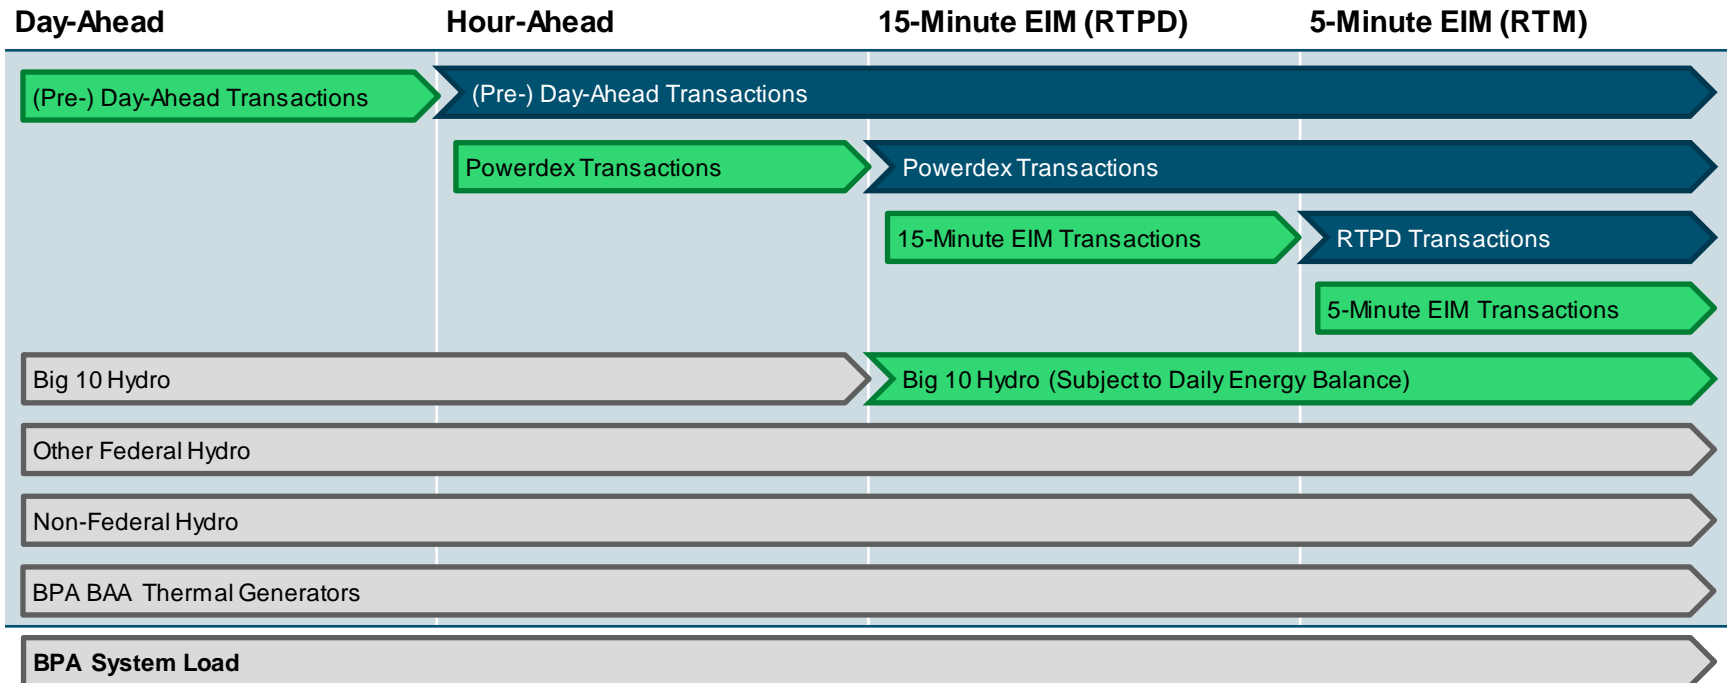 Day-Ahead
Hour-Ahead
15-Minute EIM (RTPD)
5-Minute EIM (RTM)
(Pre-) Day-Ahead Transactions
(Pre-) Day-Ahead Transactions
Powerdex Transactions
Powerdex Transactions
15-Minute EIM Transactions
RTPD Transactions
5-Minute EIM Transactions
Big 10 Hydro
Big 10 Hydro (Subject to Daily Energy Balance)
Other Federal Hydro
Non-Federal Hydro
BPA BAA Thermal Generators
BPA System Load